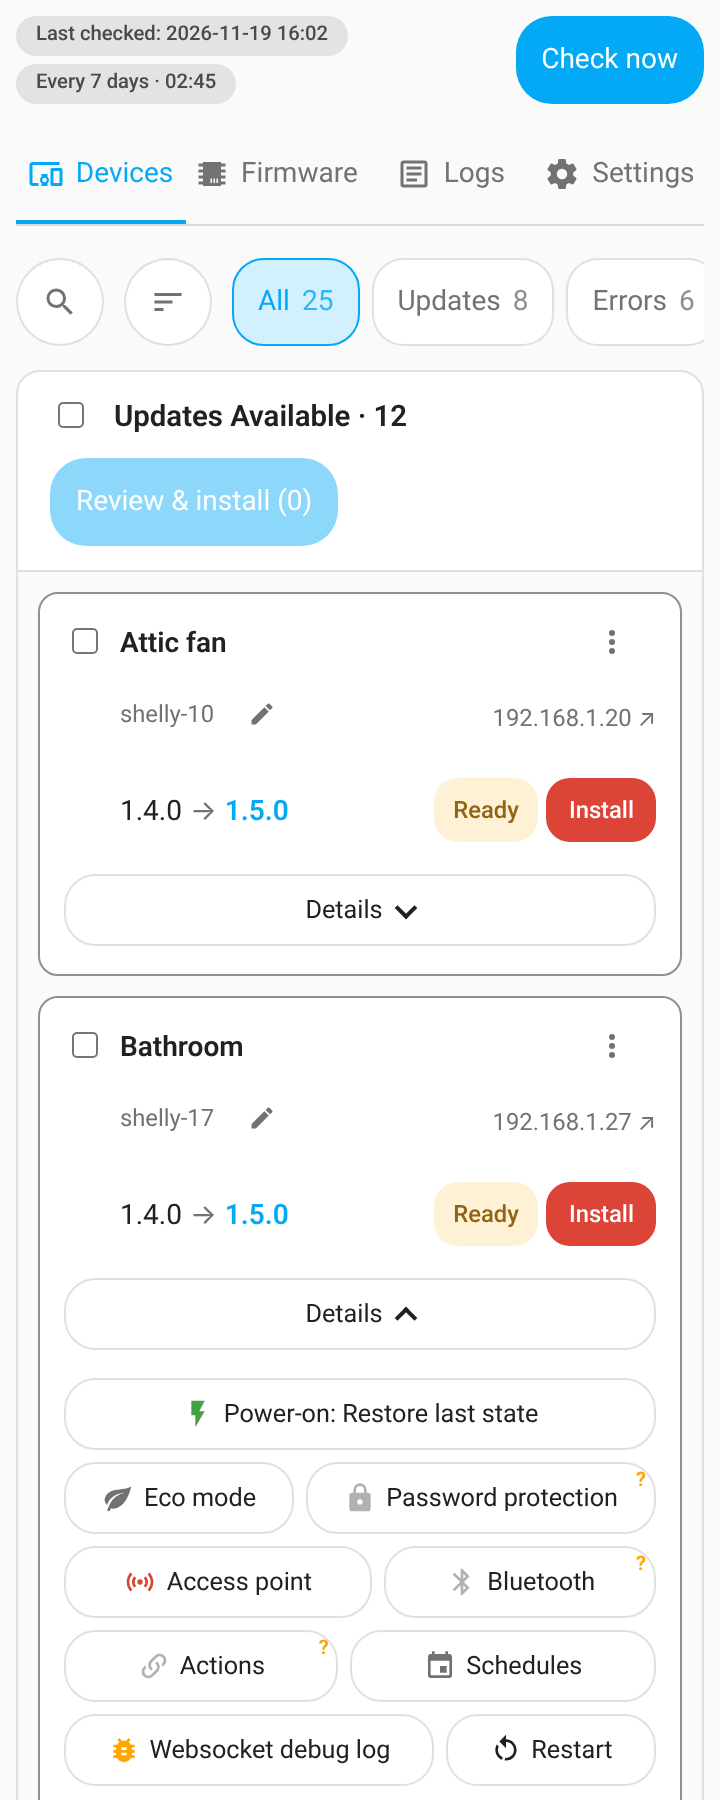 Last checked: 2026-11-19 16:02
Every 7 days · 02:45
Check now
Devices
Firmware
Logs
Settings
All 25
Updates 8
Errors 6
Updates Available · 12
Review & install (0)
Attic fan
shelly-10
192.168.1.20
1.4.0 → 1.5.0
Ready
Install
Details
Bathroom
shelly-17
192.168.1.27
1.4.0 → 1.5.0
Ready
Install
Details
Power-on: Restore last state
Eco mode
Password protection ?
Access point
Bluetooth ?
Actions ?
Schedules
Websocket debug log
Restart